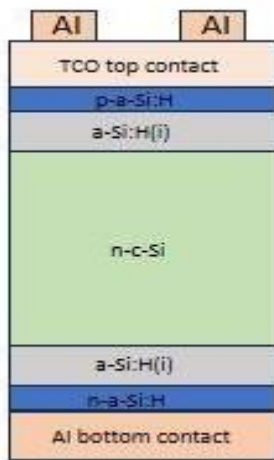 Al Al
TCO top contact
p-a-Si:H
a-Si:H(i)
n-c-Si
a-Si:H(i)
n-a-Si:H
Al bottom contact